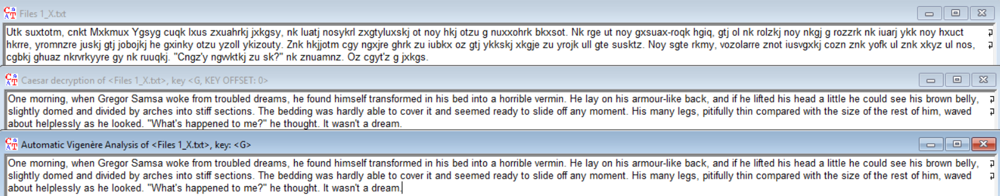 Files 1_X.txt
Utk suxtotm, cnkt Mxkmux Ygsyg cuqk lxus zxuahrkj jxkgsy, nk luatj nosykrl zxgtyluxskj ot noy hkj otzu g nuxxohrk bkxsot. Nk rge ut noy gxsuax-roqk hgiq, gtj ol nk rolzkj noy nkgj g rozzrk nk iuarj ykk noy hxuct
hkrre, yromnzre juskj gtj jobojkj he gxinky otzu yzoll ykizouty. Znk hkjjotm cgy ngxjre ghrk zu iubkx oz gtj ykkskj xkgje zu yrojk ull gte susktz. Noy sgte rkmy, vozolarre znot iusvgxkj cozn znk yofk ul znk xkyz ul nos,
cgbkj ghuaz nkrvrkyyre gy nk ruuqkj. "Cngz'y ngvvktkj zu sk?" nk znuamnz. Oz cgyt'z g jxkgs.
Caesar decryption of <Files 1_X.txt>, key <G, KEY OFFSET: 0>
One morning, when Gregor Samsa woke from troubled dreams, he found himself transformed in his bed into a horrible vermin. He lay on his armour-like back, and if he lifted his head a little he could see his brown belly,
slightly domed and divided by arches into stiff sections. The bedding was hardly able to cover it and seemed ready to slide off any moment. His many legs, pitifully thin compared with the size of the rest of him, waved
about helplessly as he looked. "What's happened to me?" he thought. It wasn't a dream.
Automatic Vigenère Analysis of <Files 1_X.txt>, key: <G>
One morning, when Gregor Samsa woke from troubled dreams, he found himself transformed in his bed into a horrible vermin. He lay on his armour-like back, and if he lifted his head a little he could see his brown belly,
slightly domed and divided by arches into stiff sections. The bedding was hardly able to cover it and seemed ready to slide off any moment. His many legs, pitifully thin compared with the size of the rest of him, waved
about helplessly as he looked. "What's happened to me?" he thought. It wasn't a dream.